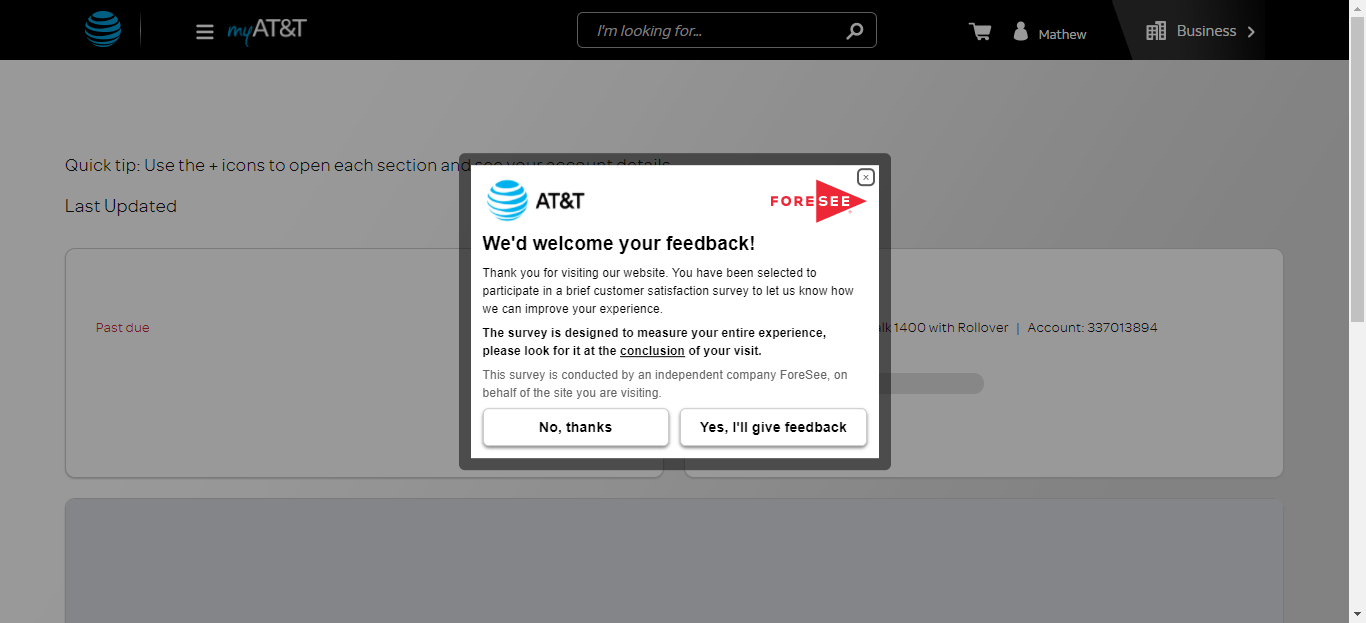 myAT&T
I'm looking for...
Mathew
Business
Quick tip: Use the + icons to open each section and see your account details
Last Updated
Past due
lk 1400 with Rollover | Account: 337013894
AT&T
FORESEE
We'd welcome your feedback!
Thank you for visiting our website. You have been selected to
participate in a brief customer satisfaction survey to let us know how
we can improve your experience.
The survey is designed to measure your entire experience,
please look for it at the conclusion of your visit.
This survey is conducted by an independent company ForeSee, on
behalf of the site you are visiting.
No, thanks
Yes, I'll give feedback